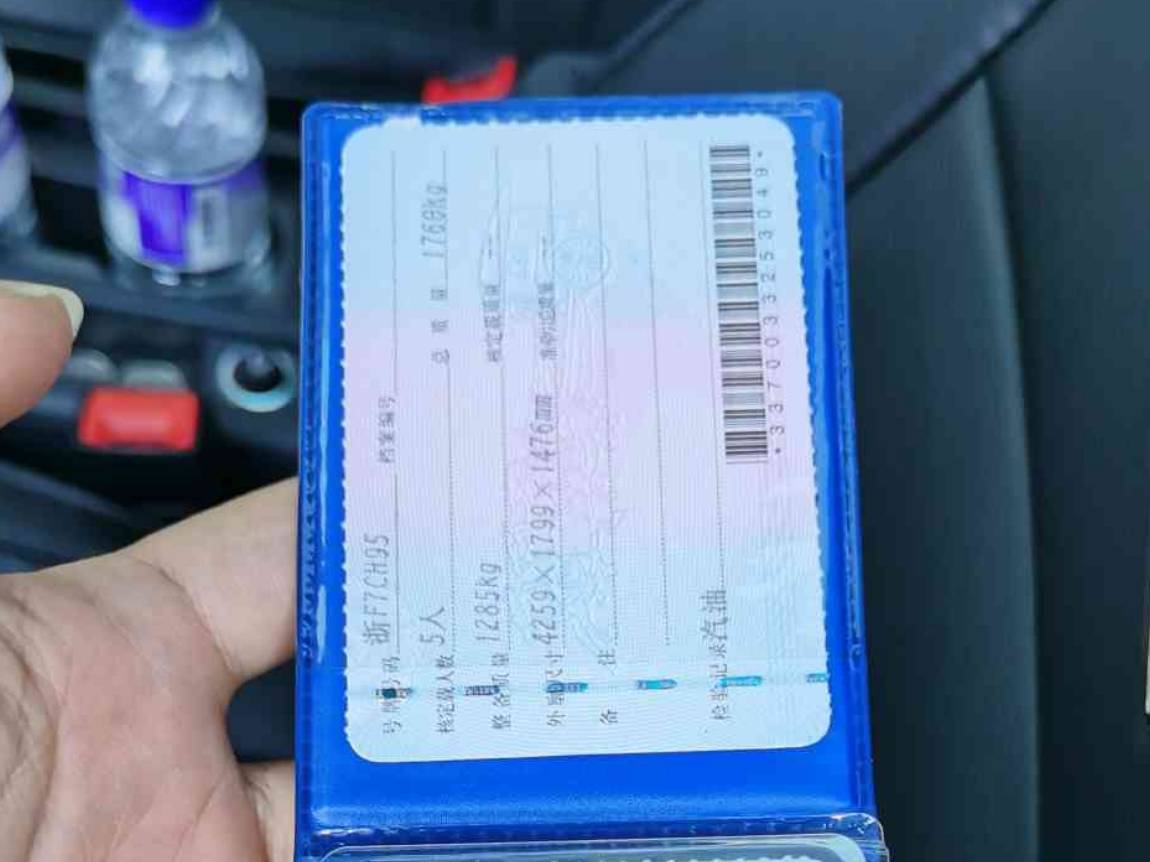 号牌号码 浙F7CH95 档案编号
核定载人数 5人 总质量 1760kg
整备质量 1285kg 核定载质量
外廓尺寸 4259×1799×1476mm 准牵引总质量
备注
检验记录 汽油
*3370033253049*